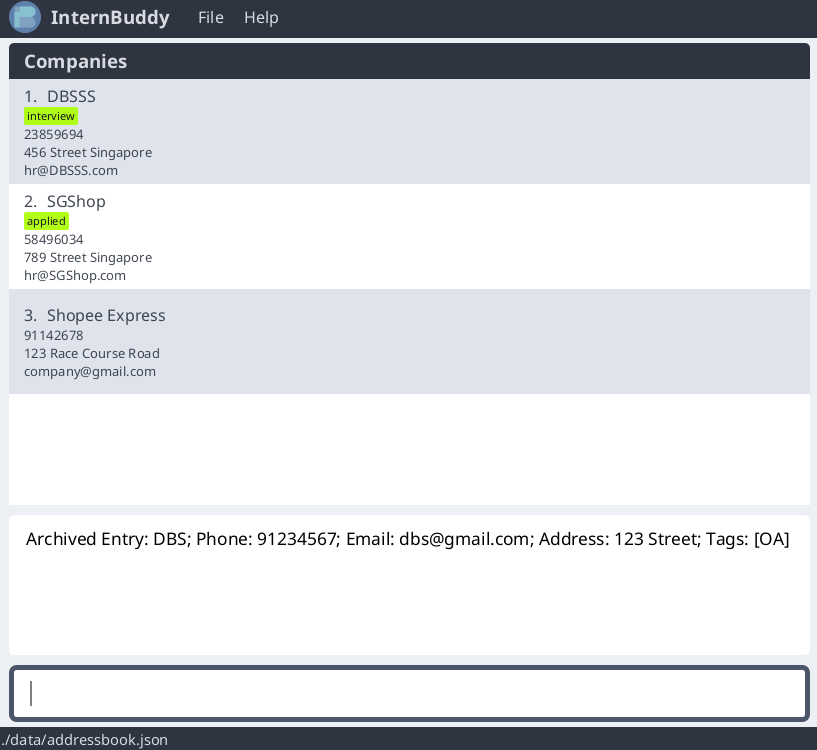 InternBuddy File Help
Companies
1. DBSSS
interview
23859694
456 Street Singapore
hr@DBSSS.com
2. SGShop
applied
58496034
789 Street Singapore
hr@SGShop.com
3. Shopee Express
91142678
123 Race Course Road
company@gmail.com
Archived Entry: DBS; Phone: 91234567; Email: dbs@gmail.com; Address: 123 Street; Tags: [OA]
./data/addressbook.json